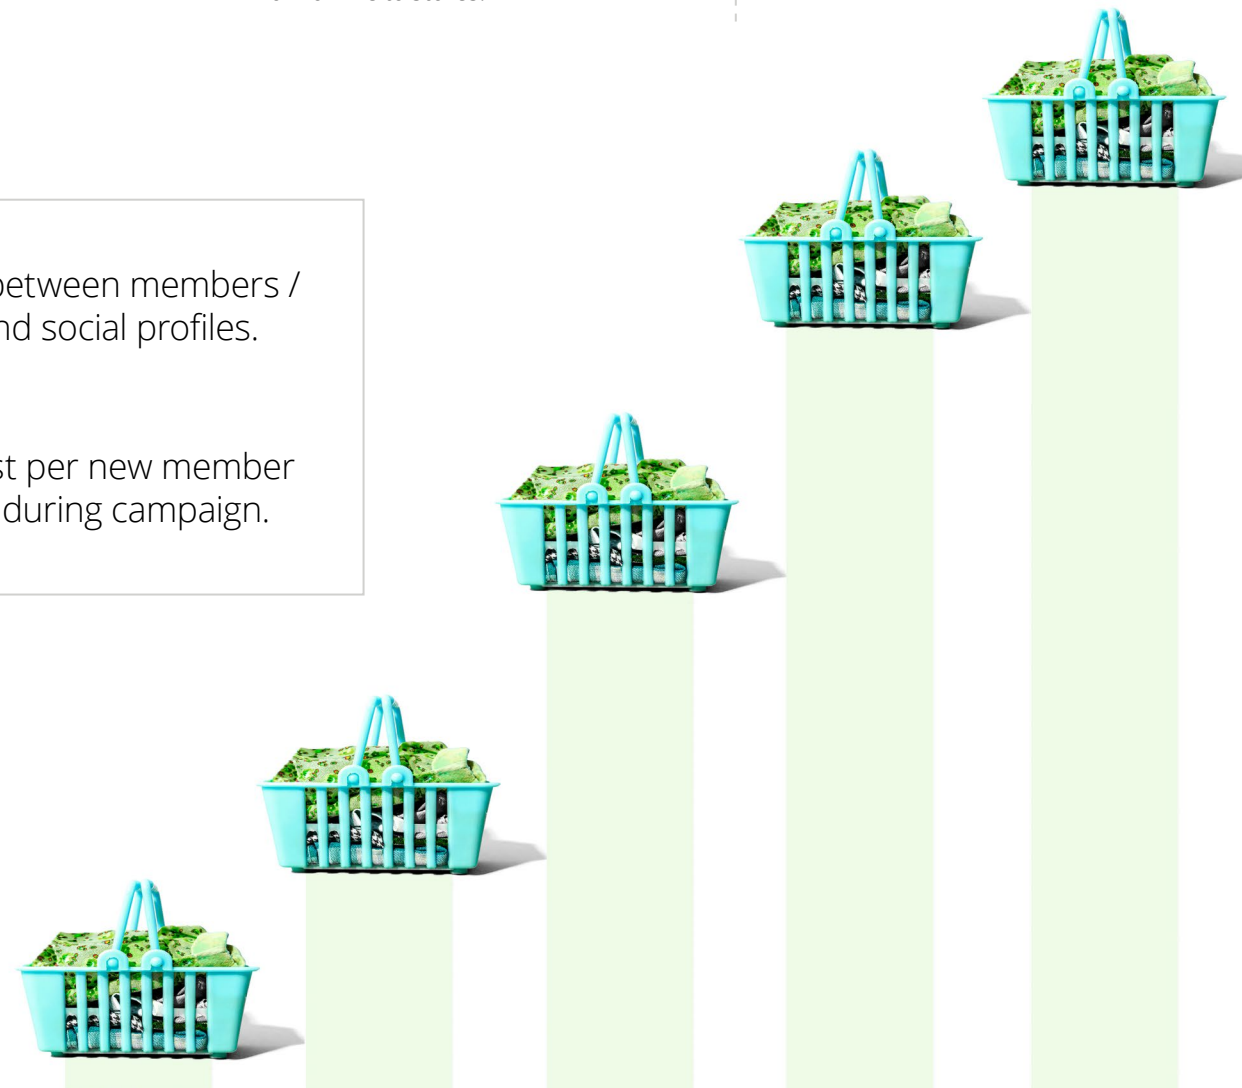 between members /
nd social profiles.
st per new member
during campaign.